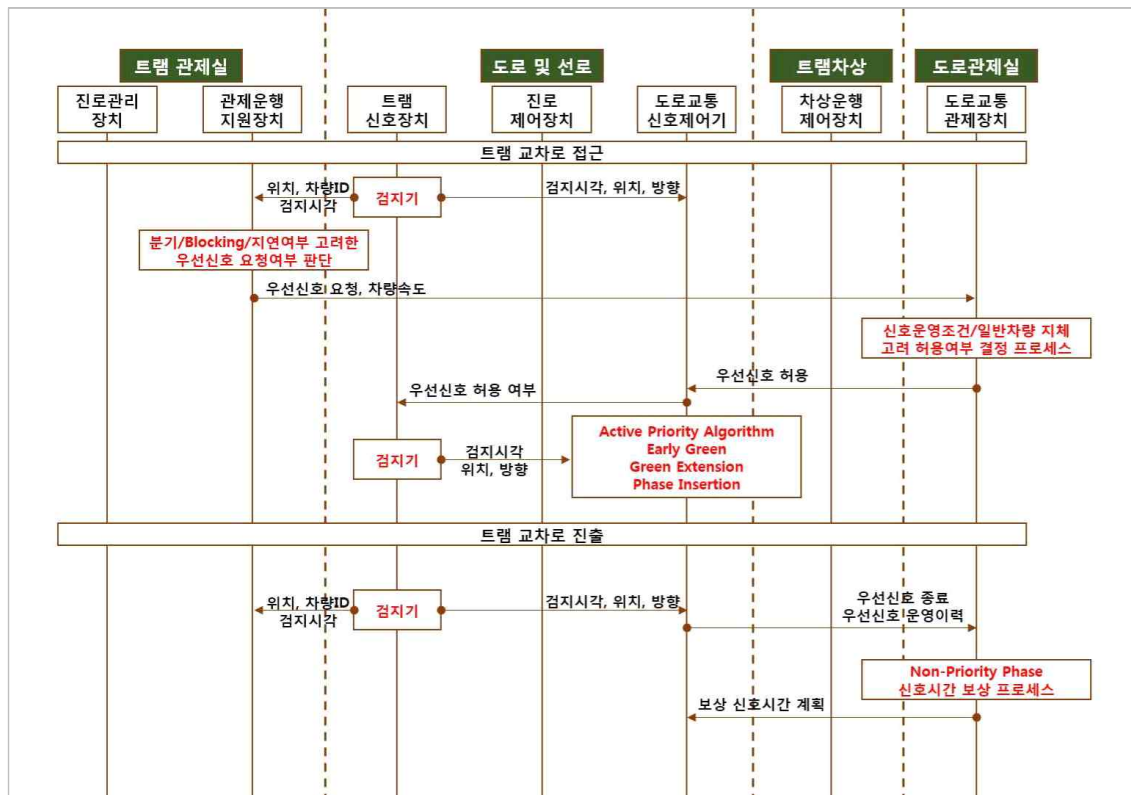 트램 관제실
도로 및 선로
트램차상
도로관제실
진로관리
장치
관제운행
지원장치
트램
신호장치
진로
제어장치
도로교통
신호제어기
차상운행
제어장치
도로교통
관제장치
트램 교차로 접근
위치, 차량ID
검지시각
검지기
검지시각, 위치, 방향
분기/Blocking/지연여부 고려한
우선신호 요청여부 판단
우선신호 요청, 차량속도
신호운영조건/일반차량 지체
고려 허용여부 결정 프로세스
우선신호 허용
우선신호 허용 여부
Active Priority Algorithm
Early Green
Green Extension
Phase Insertion
검지기
검지시각
위치, 방향
트램 교차로 진출
위치, 차량ID
검지시각
검지기
검지시각, 위치, 방향
우선신호 종료
우선신호 운영이력
Non-Priority Phase
신호시간 보상 프로세스
보상 신호시간 계획